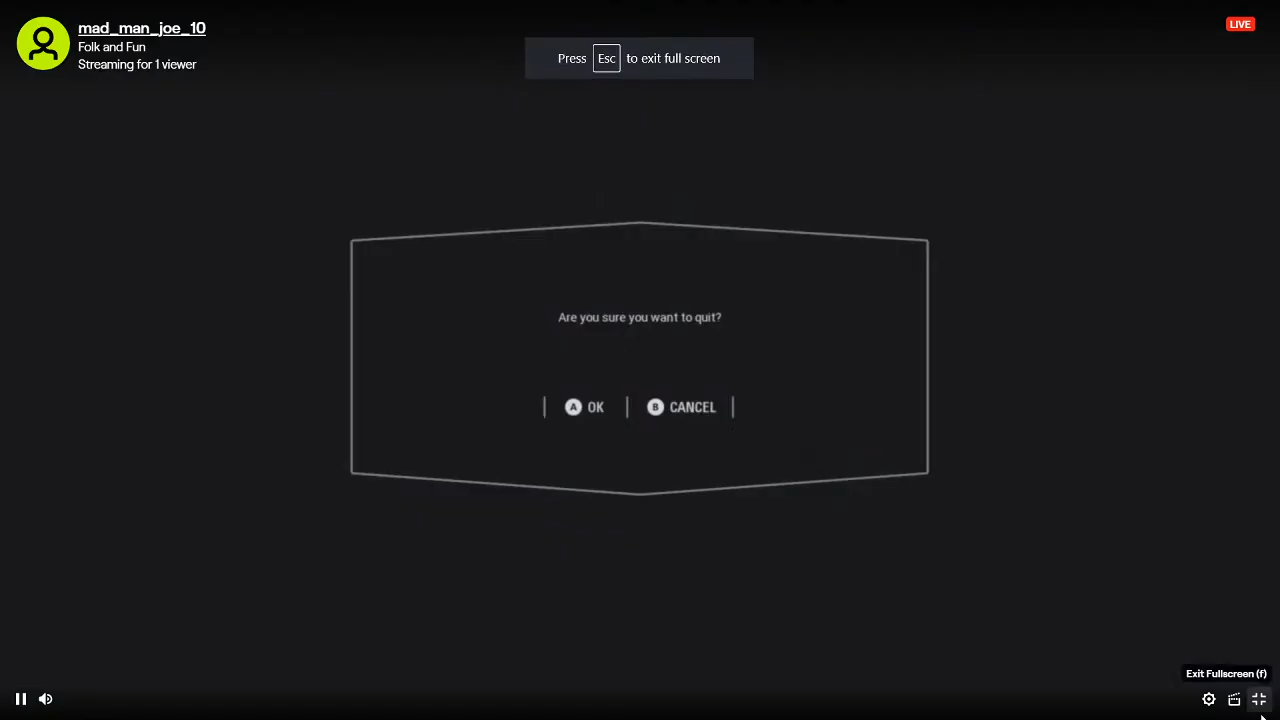 mad_man_joe_10
Folk and Fun
Streaming for 1 viewer
LIVE
Press Esc to exit full screen
Are you sure you want to quit?
A OK B CANCEL
Exit Fullscreen (f)